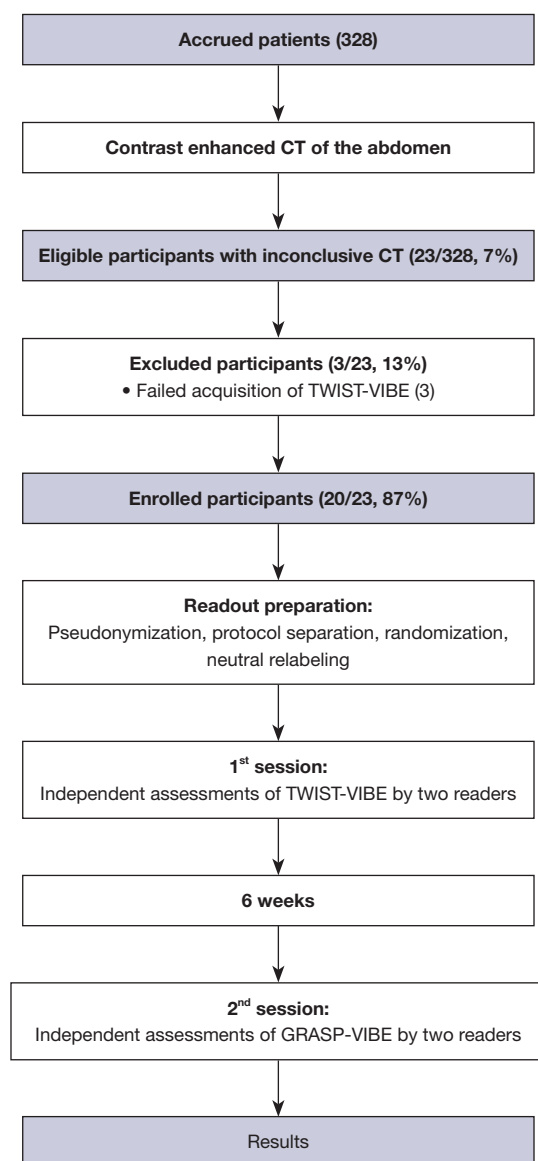 Accrued patients (328)
Contrast enhanced CT of the abdomen
Eligible participants with inconclusive CT (23/328, 7%)
Excluded participants (3/23, 13%)
• Failed acquisition of TWIST-VIBE (3)
Enrolled participants (20/23, 87%)
Readout preparation:
Pseudonymization, protocol separation, randomization,
neutral relabeling
1st session:
Independent assessments of TWIST-VIBE by two readers
6 weeks
2nd session:
Independent assessments of GRASP-VIBE by two readers
Results